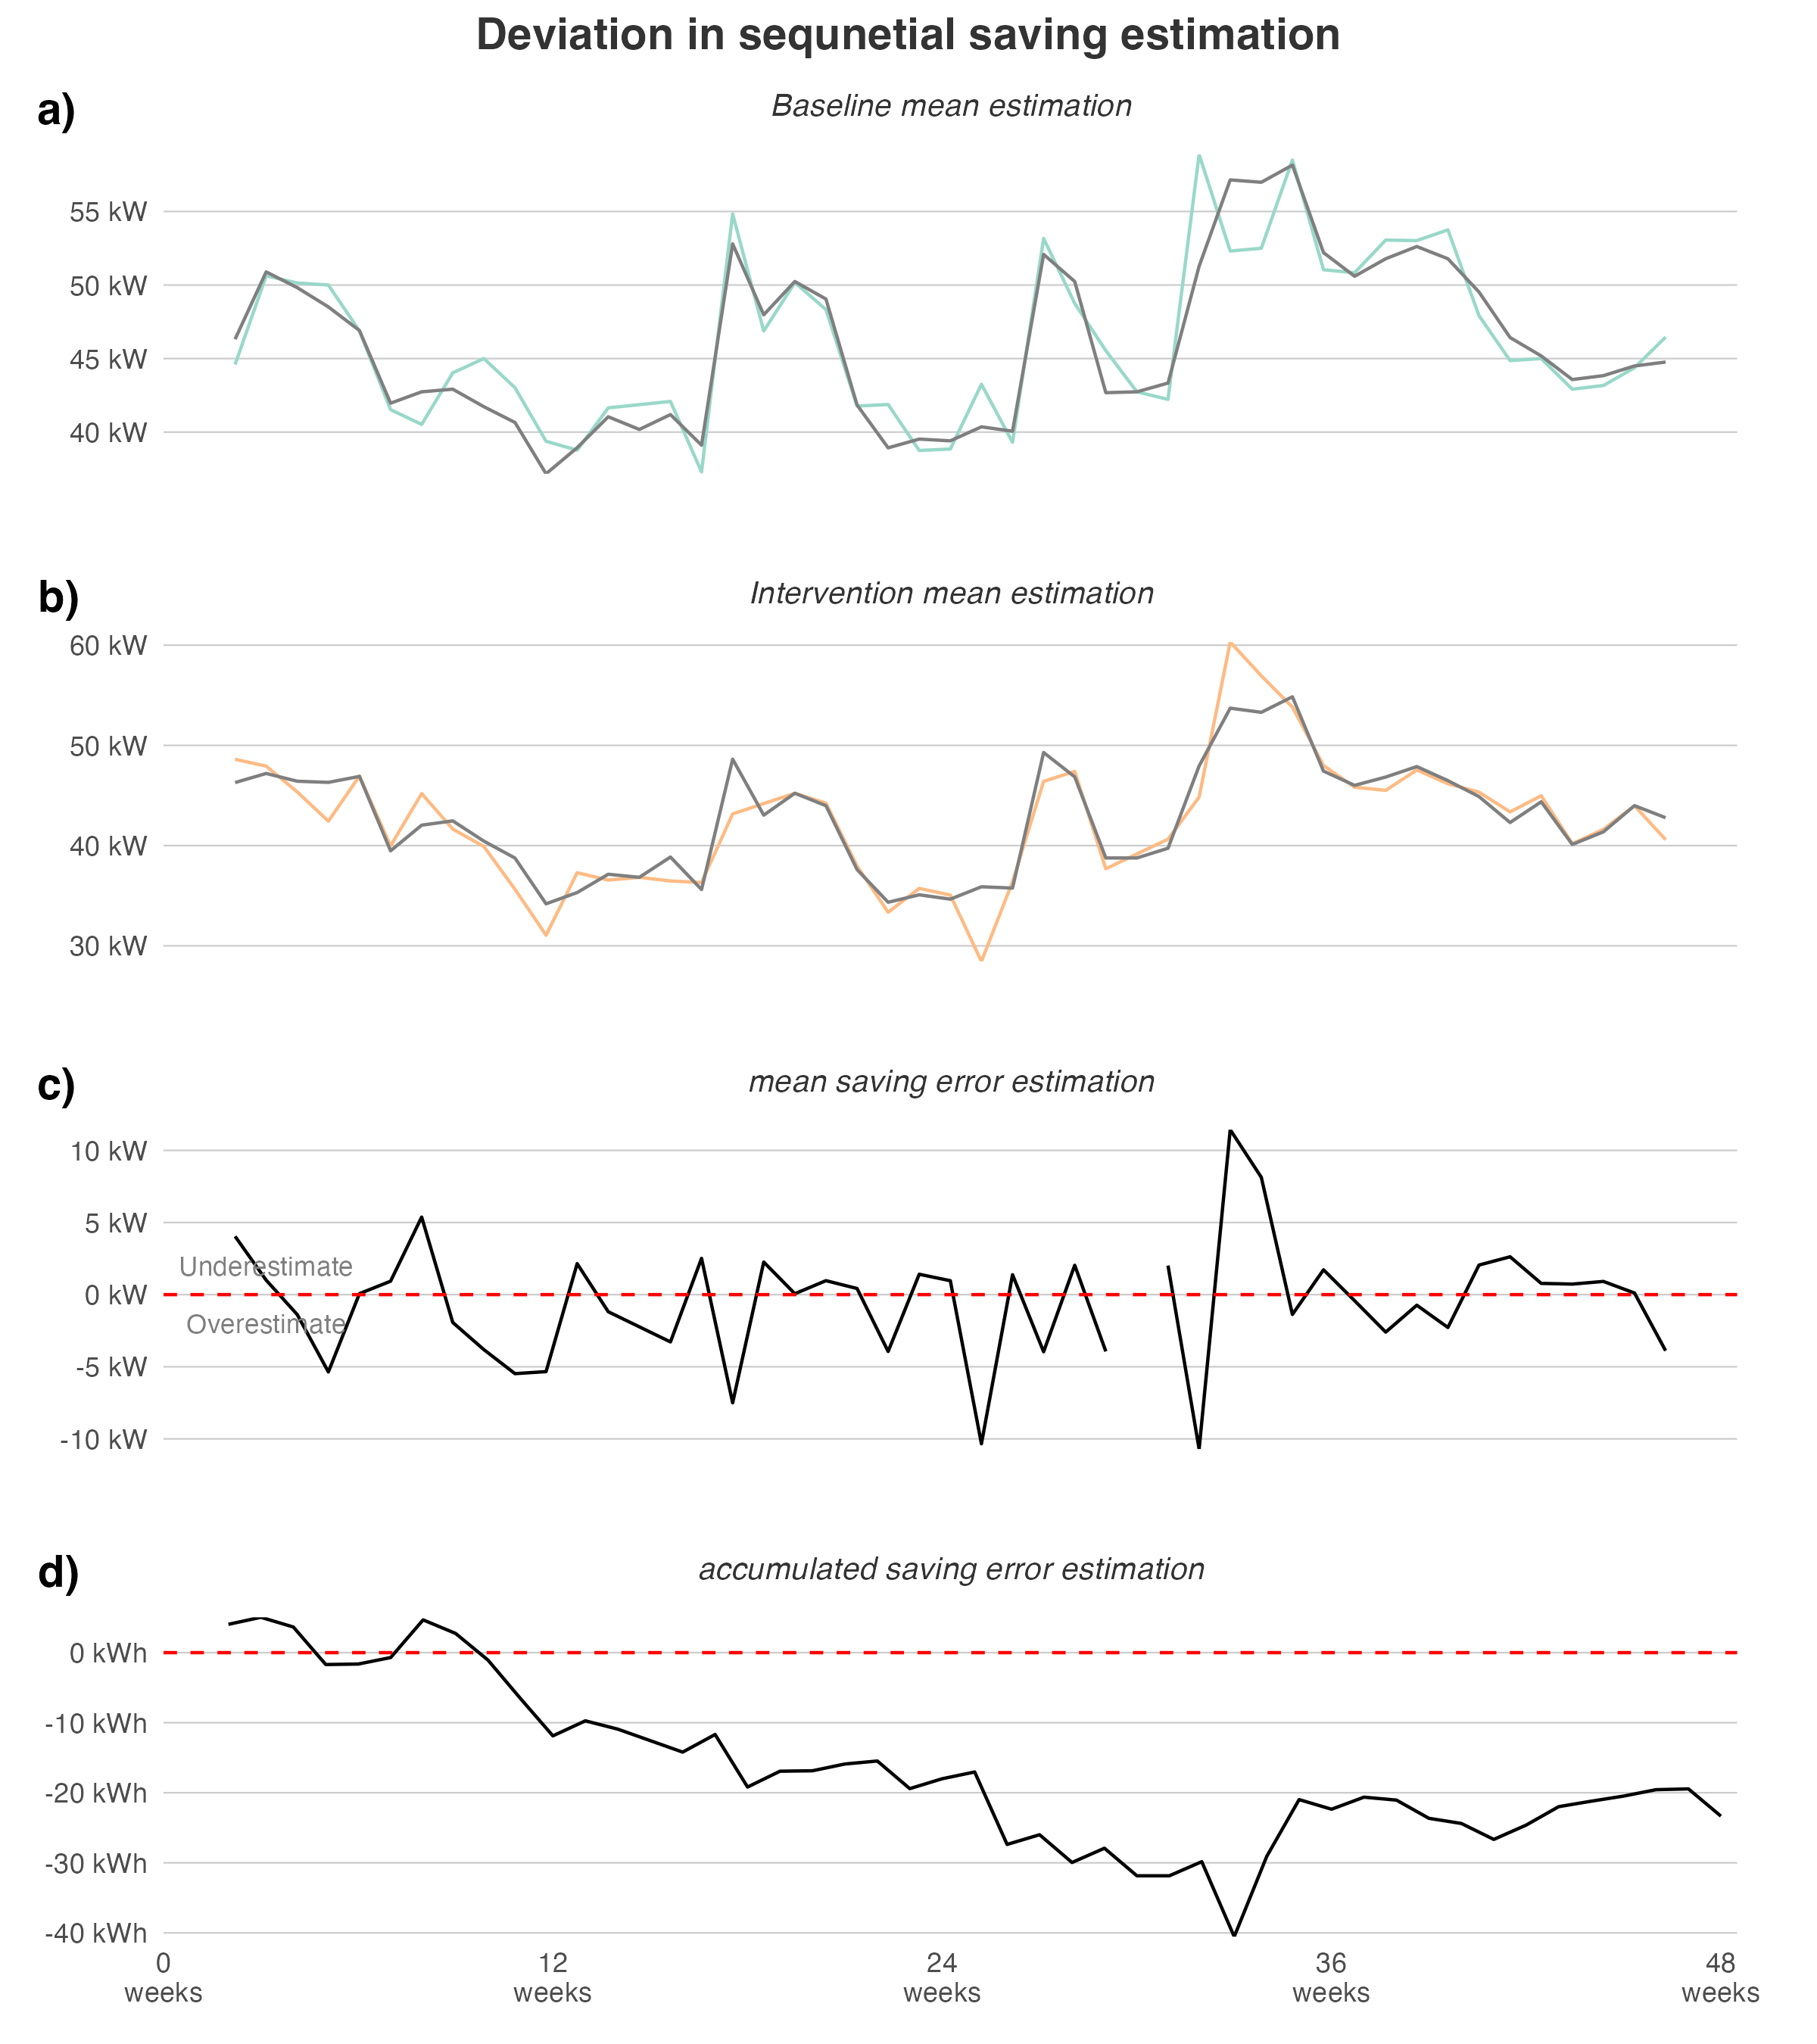 Deviation in sequnetial saving estimation
a)
Baseline mean estimation
55 kW
50 kW
45 kW
40 kW
b)
Intervention mean estimation
60 kW
50 kW
40 kW
30 kW
c)
mean saving error estimation
10 kW
5 kW
Underestimate
0 kW
Overestimate
-5 kW
-10 kW
d)
accumulated saving error estimation
0 kWh
-10 kWh
-20 kWh
-30 kWh
-40 kWh
0 12 24 36 48
weeks weeks weeks weeks weeks